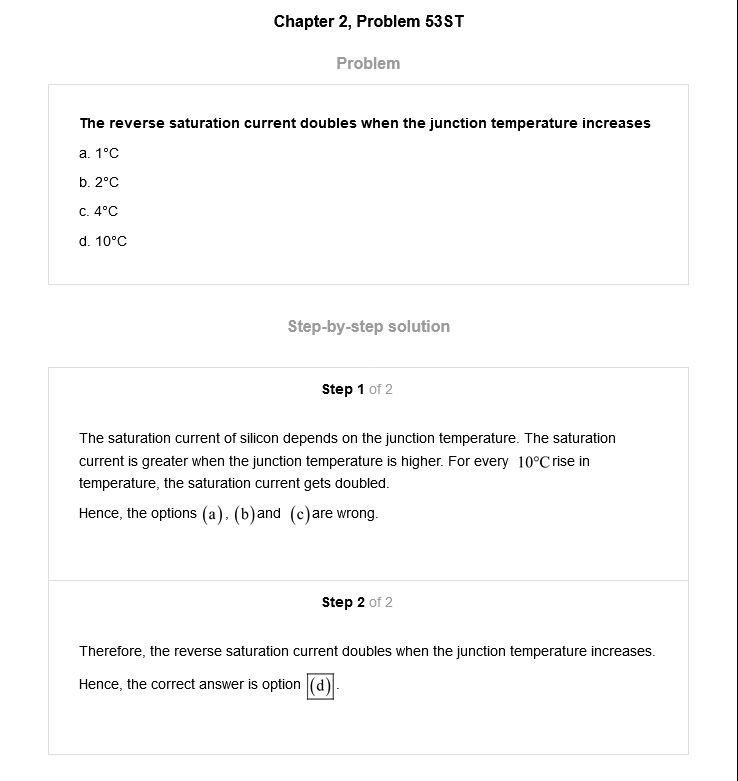 Chapter 2, Problem 53ST
Problem
The reverse saturation current doubles when the junction temperature increases
a. 1°C
b. 2°C
c. 4°C
d. 10°C
Step-by-step solution
Step 1 of 2
The saturation current of silicon depends on the junction temperature. The saturation
current is greater when the junction temperature is higher. For every 10°C rise in
temperature, the saturation current gets doubled.
Hence, the options (a), (b) and (c) are wrong.
Step 2 of 2
Therefore, the reverse saturation current doubles when the junction temperature increases.
Hence, the correct answer is option (d).